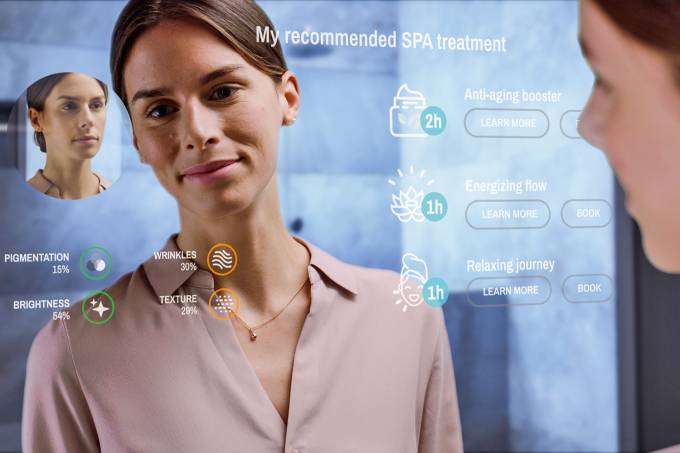 My recommended SPA treatment
Anti-aging booster
2h
LEARN MORE
Energizing flow
1h
LEARN MORE BOOK
Relaxing journey
1h
LEARN MORE BOOK
PIGMENTATION
15%
WRINKLES
30%
BRIGHTNESS
54%
TEXTURE
29%